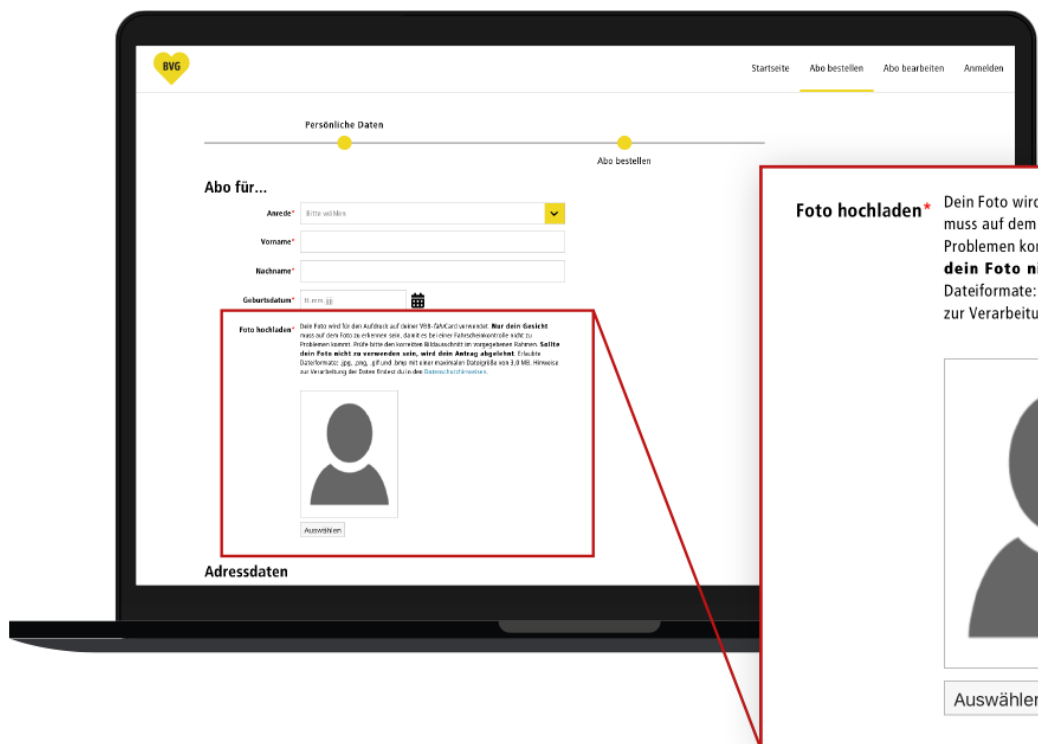 BVG
Startseite Abo bestellen Abo bearbeiten Anmelden
Persönliche Daten
Abo bestellen
Abo für...
Anrede* Bitte wählen
Vorname*
Nachname*
Geburtsdatum* tt.mm.jjjj
Foto hochladen* Dein Foto wird für den Aufdruck auf deiner VBB-fahrCard verwendet. Nur dein Gesicht
muss auf dem Foto zu erkennen sein, damit es bei einer Fahrscheinkontrolle nicht zu
Problemen kommt. Prüfe bitte den korrekten Bildausschnitt im vorgegebenen Rahmen. Sollte
dein Foto nicht zu verwenden sein, wird dein Antrag abgelehnt. Erlaubte
Dateiformate: .jpg, .png, .gif und .bmp mit einer maximalen Dateigröße von 3,0 MB. Hinweise
zur Verarbeitung der Daten findest du in den Datenschutzhinweisen.
Auswählen
Adressdaten
Foto hochladen* Dein Foto wird
muss auf dem
Problemen kom
dein Foto ni
Dateiformate:
zur Verarbeitu
Auswählen